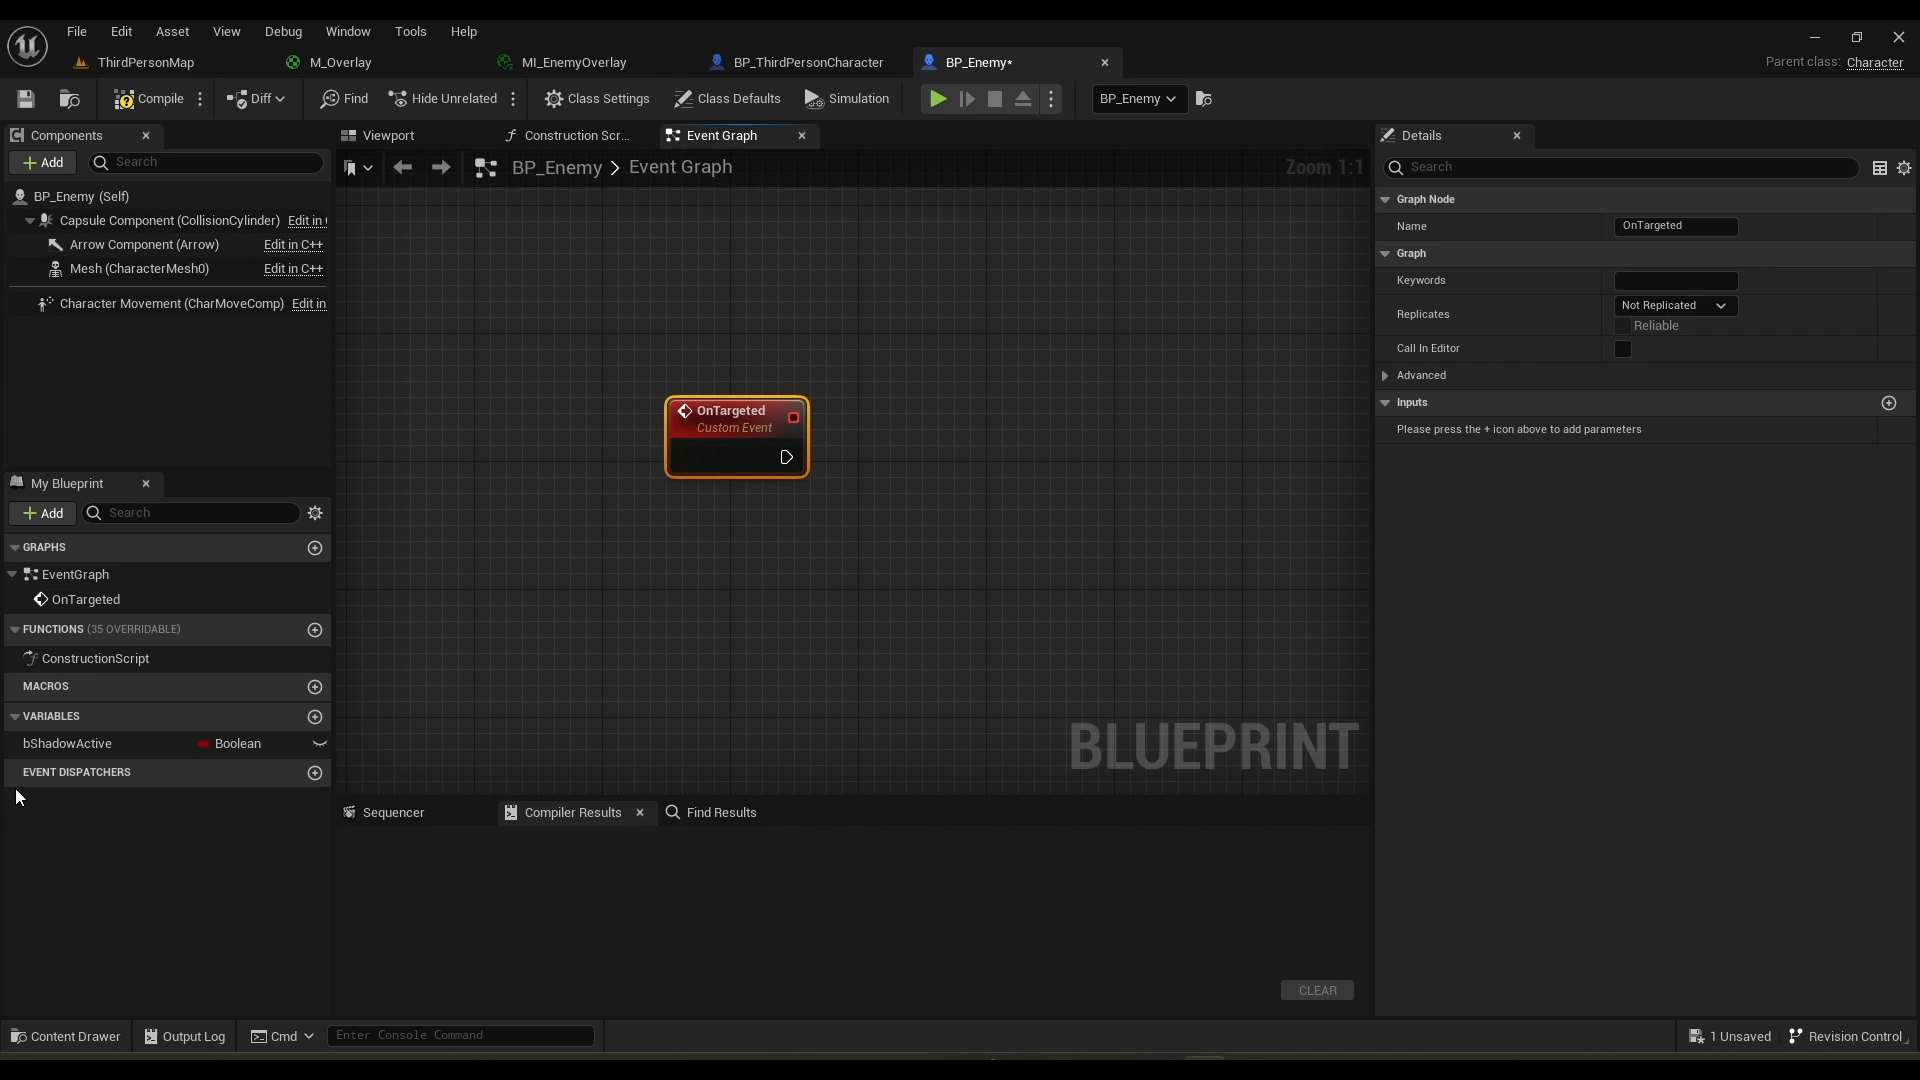 File Edit Asset View Debug Window Tools Help
ThirdPersonMap M_Overlay MI_EnemyOverlay BP_ThirdPersonCharacter BP_Enemy* Parent class: Character
Compile Diff Find Hide Unrelated Class Settings Class Defaults Simulation BP_Enemy
Components
Add Search
BP_Enemy (Self)
Capsule Component (CollisionCylinder) Edit in
Arrow Component (Arrow) Edit in C++
Mesh (CharacterMesh0) Edit in C++
Character Movement (CharMoveComp) Edit in
My Blueprint
Add Search
GRAPHS
EventGraph
OnTargeted
FUNCTIONS (35 OVERRIDABLE)
ConstructionScript
MACROS
VARIABLES
bShadowActive Boolean
EVENT DISPATCHERS
Viewport Construction Scr... Event Graph
BP_Enemy > Event Graph Zoom 1:1
OnTargeted
Custom Event
BLUEPRINT
Sequencer Compiler Results Find Results
CLEAR
Details
Search
Graph Node
Name OnTargeted
Graph
Keywords
Replicates Not Replicated
Reliable
Call In Editor
Advanced
Inputs
Please press the + icon above to add parameters
Content Drawer Output Log Cmd Enter Console Command 1 Unsaved Revision Control